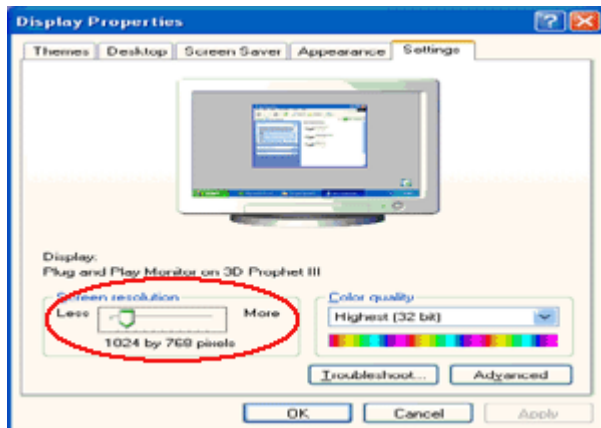 Display Properties
Themes Desktop Screen Saver Appearance Settings
Display:
Plug and Play Monitor on 3D Prophet III
Screen resolution
Less More
1024 by 768 pixels
Color quality
Highest (32 bit)
Troubleshoot... Advanced
OK Cancel Apply